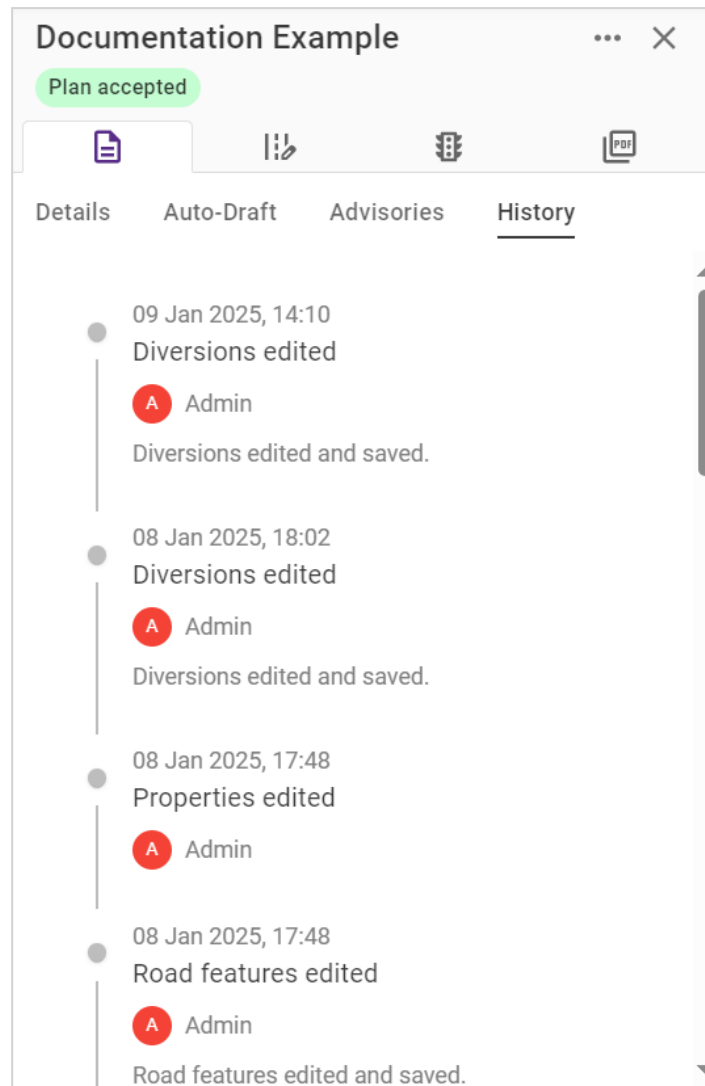 Documentation Example
Plan accepted
PDF
Details Auto-Draft Advisories History
09 Jan 2025, 14:10
Diversions edited
A Admin
Diversions edited and saved.
08 Jan 2025, 18:02
Diversions edited
A Admin
Diversions edited and saved.
08 Jan 2025, 17:48
Properties edited
A Admin
08 Jan 2025, 17:48
Road features edited
A Admin
Road features edited and saved.